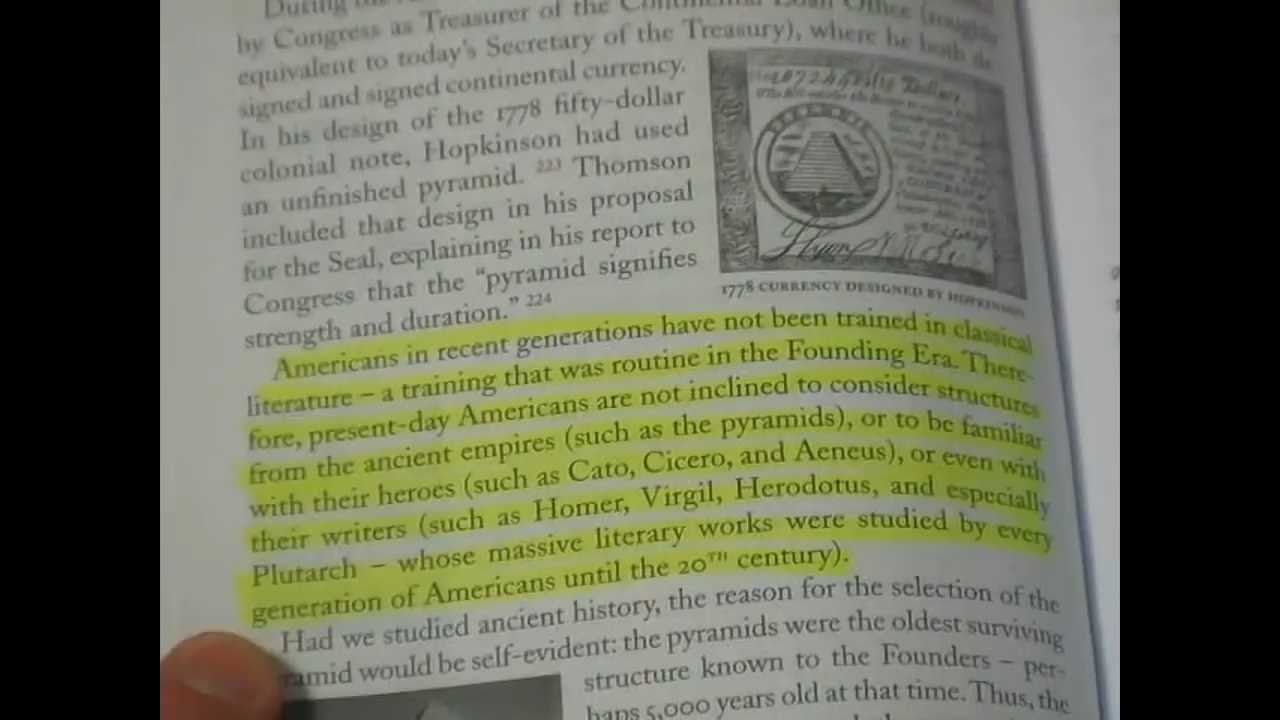 During the
by Congress as Treasurer of the Continental Loan Office (roughly
equivalent to today's Secretary of the Treasury), where he both de-
signed and signed continental currency.
In his design of the 1778 fifty-dollar
colonial note, Hopkinson had used
an unfinished pyramid. 223 Thomson
included that design in his proposal
for the Seal, explaining in his report to
Congress that the “pyramid signifies
strength and duration.” 224
Fifty Dollars
1778 CURRENCY DESIGNED BY HOPKINSON
Americans in recent generations have not been trained in classical
literature – a training that was routine in the Founding Era. There-
fore, present-day Americans are not inclined to consider structures
from the ancient empires (such as the pyramids), or to be familiar
with their heroes (such as Cato, Cicero, and Aeneus), or even with
their writers (such as Homer, Virgil, Herodotus, and especially
Plutarch – whose massive literary works were studied by every
generation of Americans until the 20TH century).
Had we studied ancient history, the reason for the selection of the
ramid would be self-evident: the pyramids were the oldest surviving
structure known to the Founders – per-
haps 5,000 years old at that time. Thus, the